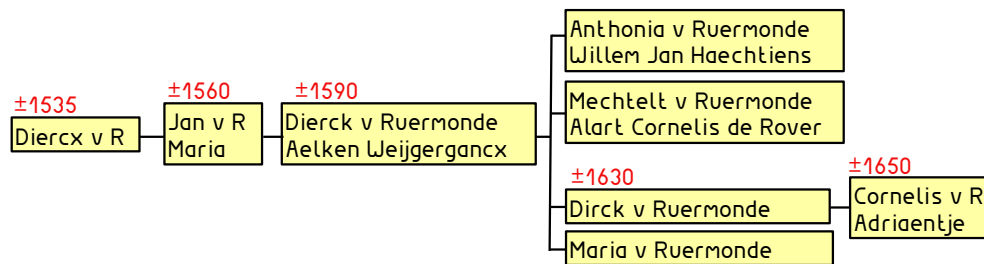 ±1535
Diercx v R
±1560
Jan v R
Maria
±1590
Dierck v Ruermonde
Aelken Weijgergancx
Anthonia v Ruermonde
Willem Jan Haechtiens
Mechtelt v Ruermonde
Alart Cornelis de Rover
±1630
Dirck v Ruermonde
Maria v Ruermonde
±1650
Cornelis v R
Adriaentje